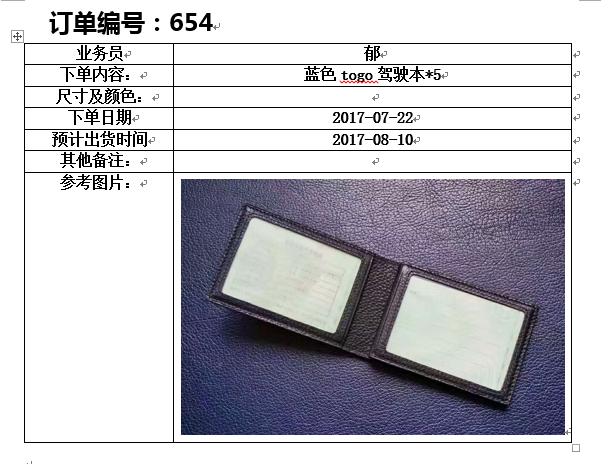 订单编号：654
业务员 郁
下单内容： 蓝色 togo 驾驶本*5
尺寸及颜色：
下单日期 2017-07-22
预计出货时间 2017-08-10
其他备注：
参考图片：